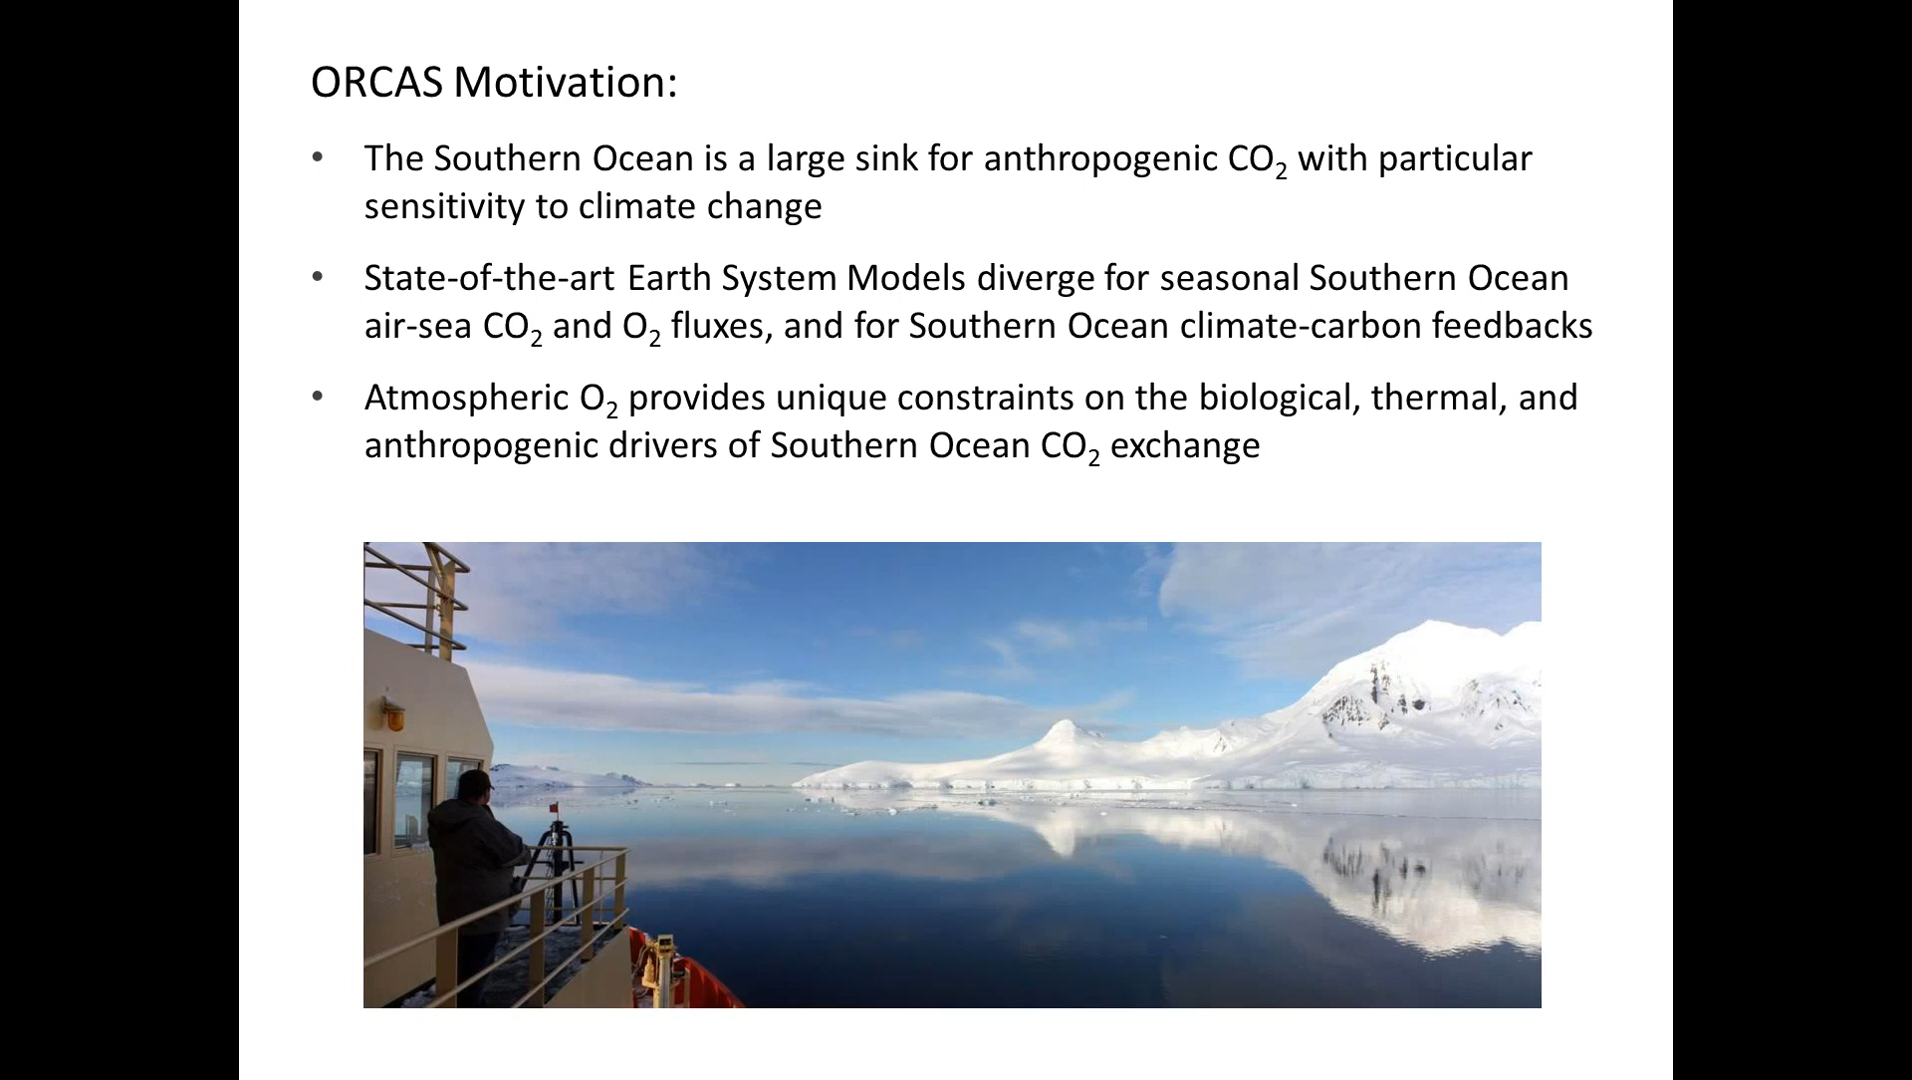 ORCAS Motivation:
• The Southern Ocean is a large sink for anthropogenic CO₂ with particular
sensitivity to climate change
• State-of-the-art Earth System Models diverge for seasonal Southern Ocean
air-sea CO₂ and O₂ fluxes, and for Southern Ocean climate-carbon feedbacks
• Atmospheric O₂ provides unique constraints on the biological, thermal, and
anthropogenic drivers of Southern Ocean CO₂ exchange